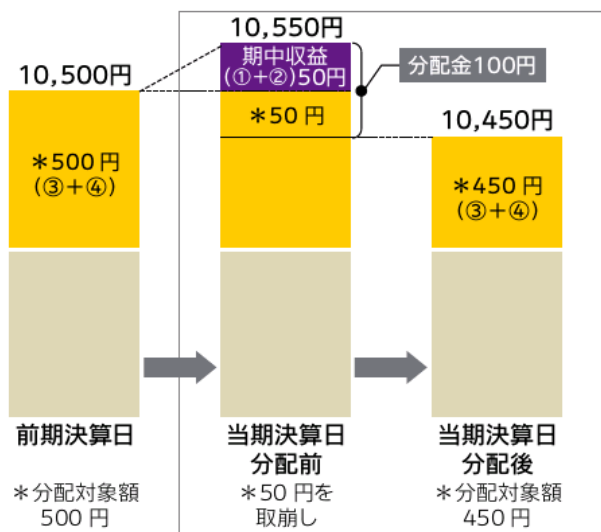 10,500円
＊500 円
(③＋④)
前期決算日
＊分配対象額
500 円
10,550円
期中収益
(①＋②)50円
＊50 円
分配金100円
当期決算日
分配前
＊50 円を
取崩し
10,450円
＊450 円
(③＋④)
当期決算日
分配後
＊分配対象額
450 円